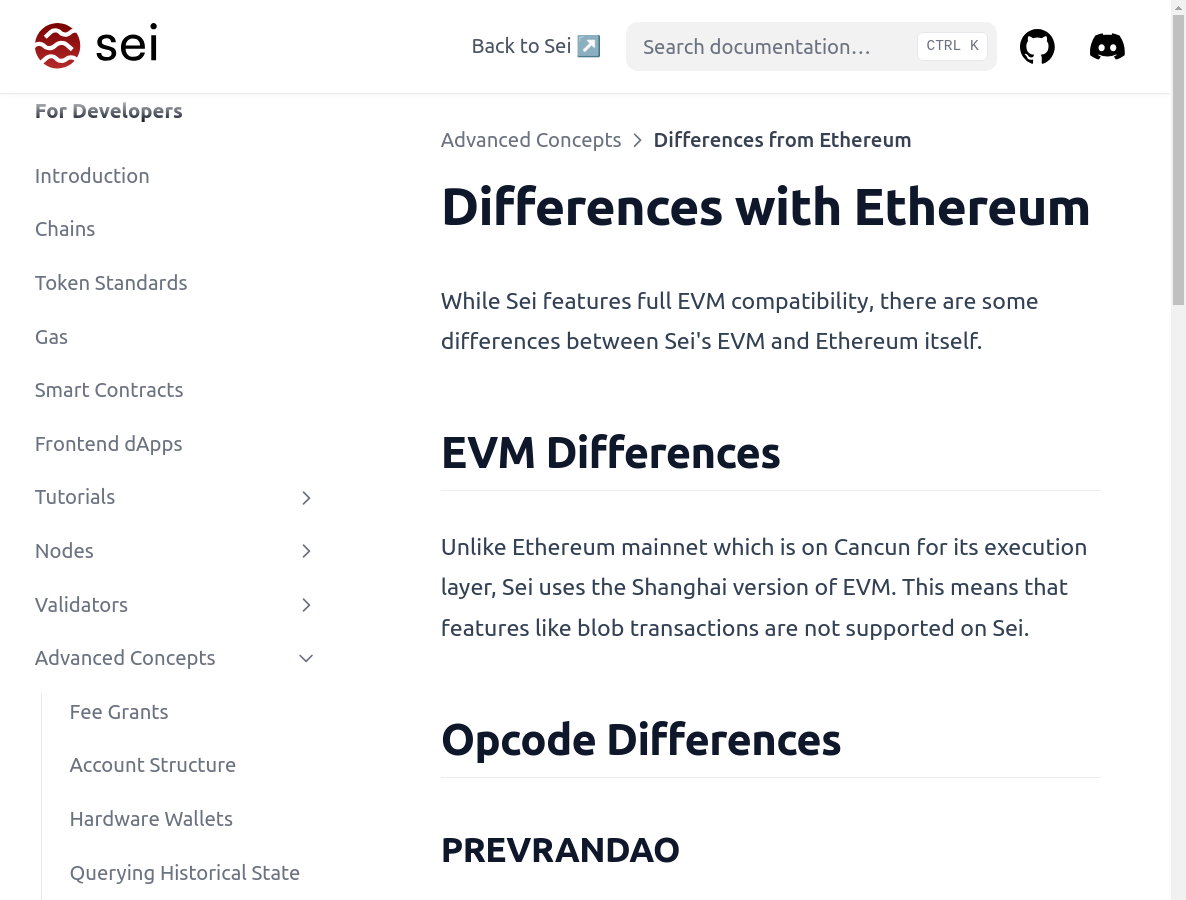 sei
Back to Sei ↗
Search documentation…
CTRL K
For Developers
Introduction
Chains
Token Standards
Gas
Smart Contracts
Frontend dApps
Tutorials
Nodes
Validators
Advanced Concepts
Fee Grants
Account Structure
Hardware Wallets
Querying Historical State
Advanced Concepts > Differences from Ethereum
Differences with Ethereum
While Sei features full EVM compatibility, there are some
differences between Sei's EVM and Ethereum itself.
EVM Differences
Unlike Ethereum mainnet which is on Cancun for its execution
layer, Sei uses the Shanghai version of EVM. This means that
features like blob transactions are not supported on Sei.
Opcode Differences
PREVRANDAO